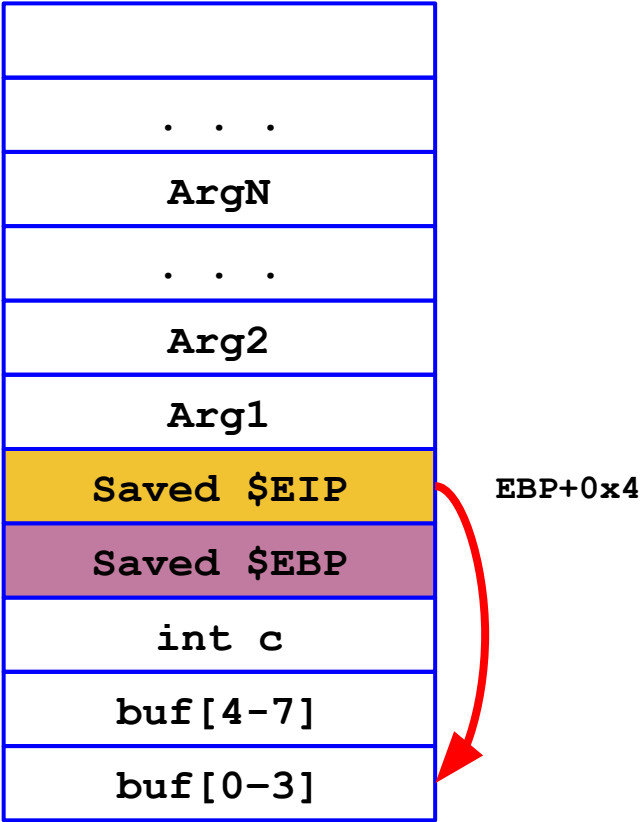 . . .
ArgN
. . .
Arg2
Arg1
Saved $EIP
EBP+0x4
Saved $EBP
int c
buf[4-7]
buf[0–3]